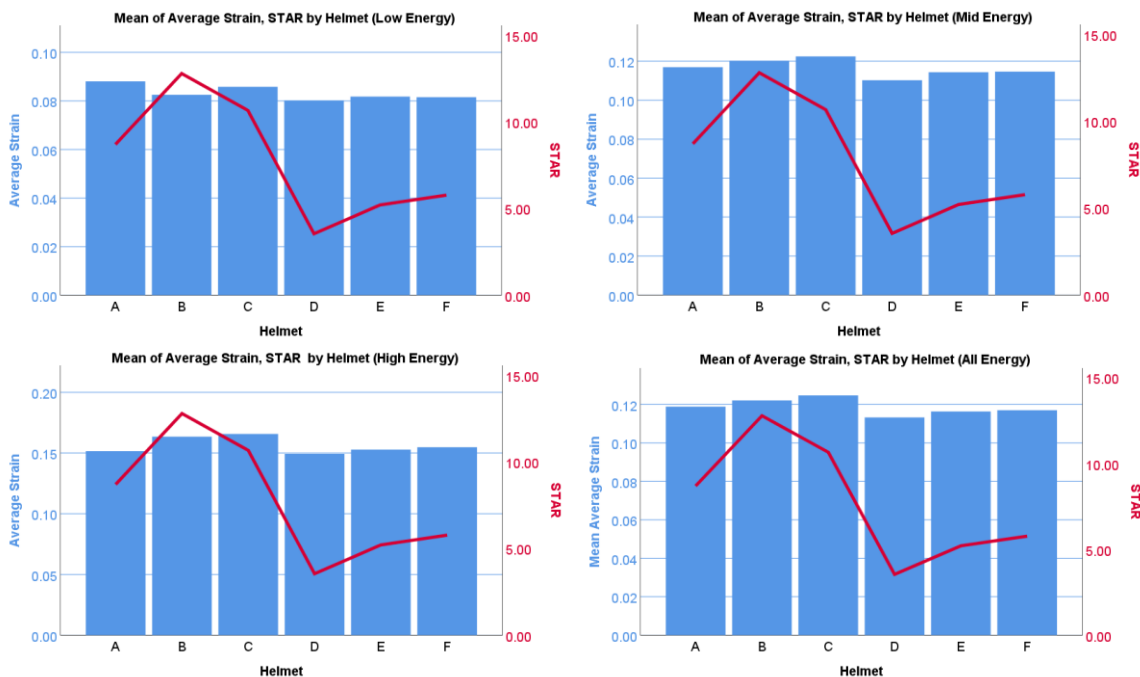 Mean of Average Strain, STAR by Helmet (Low Energy)
0.10
0.08
0.06
0.04
0.02
0.00
Average Strain
15.00
10.00
5.00
0.00
STAR
A B C D E F
Helmet
Mean of Average Strain, STAR by Helmet (Mid Energy)
0.12
0.10
0.08
0.06
0.04
0.02
0.00
Average Strain
15.00
10.00
5.00
0.00
STAR
A B C D E F
Helmet
Mean of Average Strain, STAR by Helmet (High Energy)
0.20
0.15
0.10
0.05
0.00
Average Strain
15.00
10.00
5.00
0.00
STAR
A B C D E F
Helmet
Mean of Average Strain, STAR by Helmet (All Energy)
0.12
0.10
0.08
0.06
0.04
0.02
0.00
Mean Average Strain
15.00
10.00
5.00
0.00
STAR
A B C D E F
Helmet